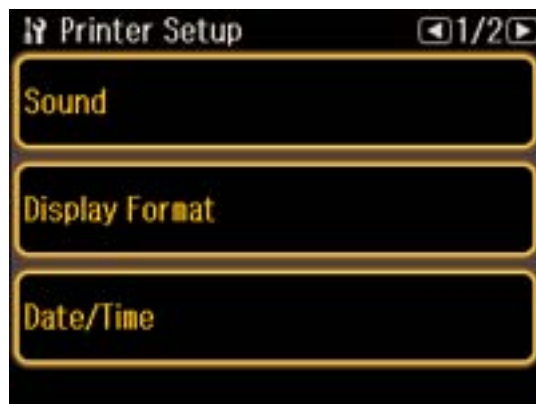 Printer Setup ◀1/2▶
Sound
Display Format
Date/Time